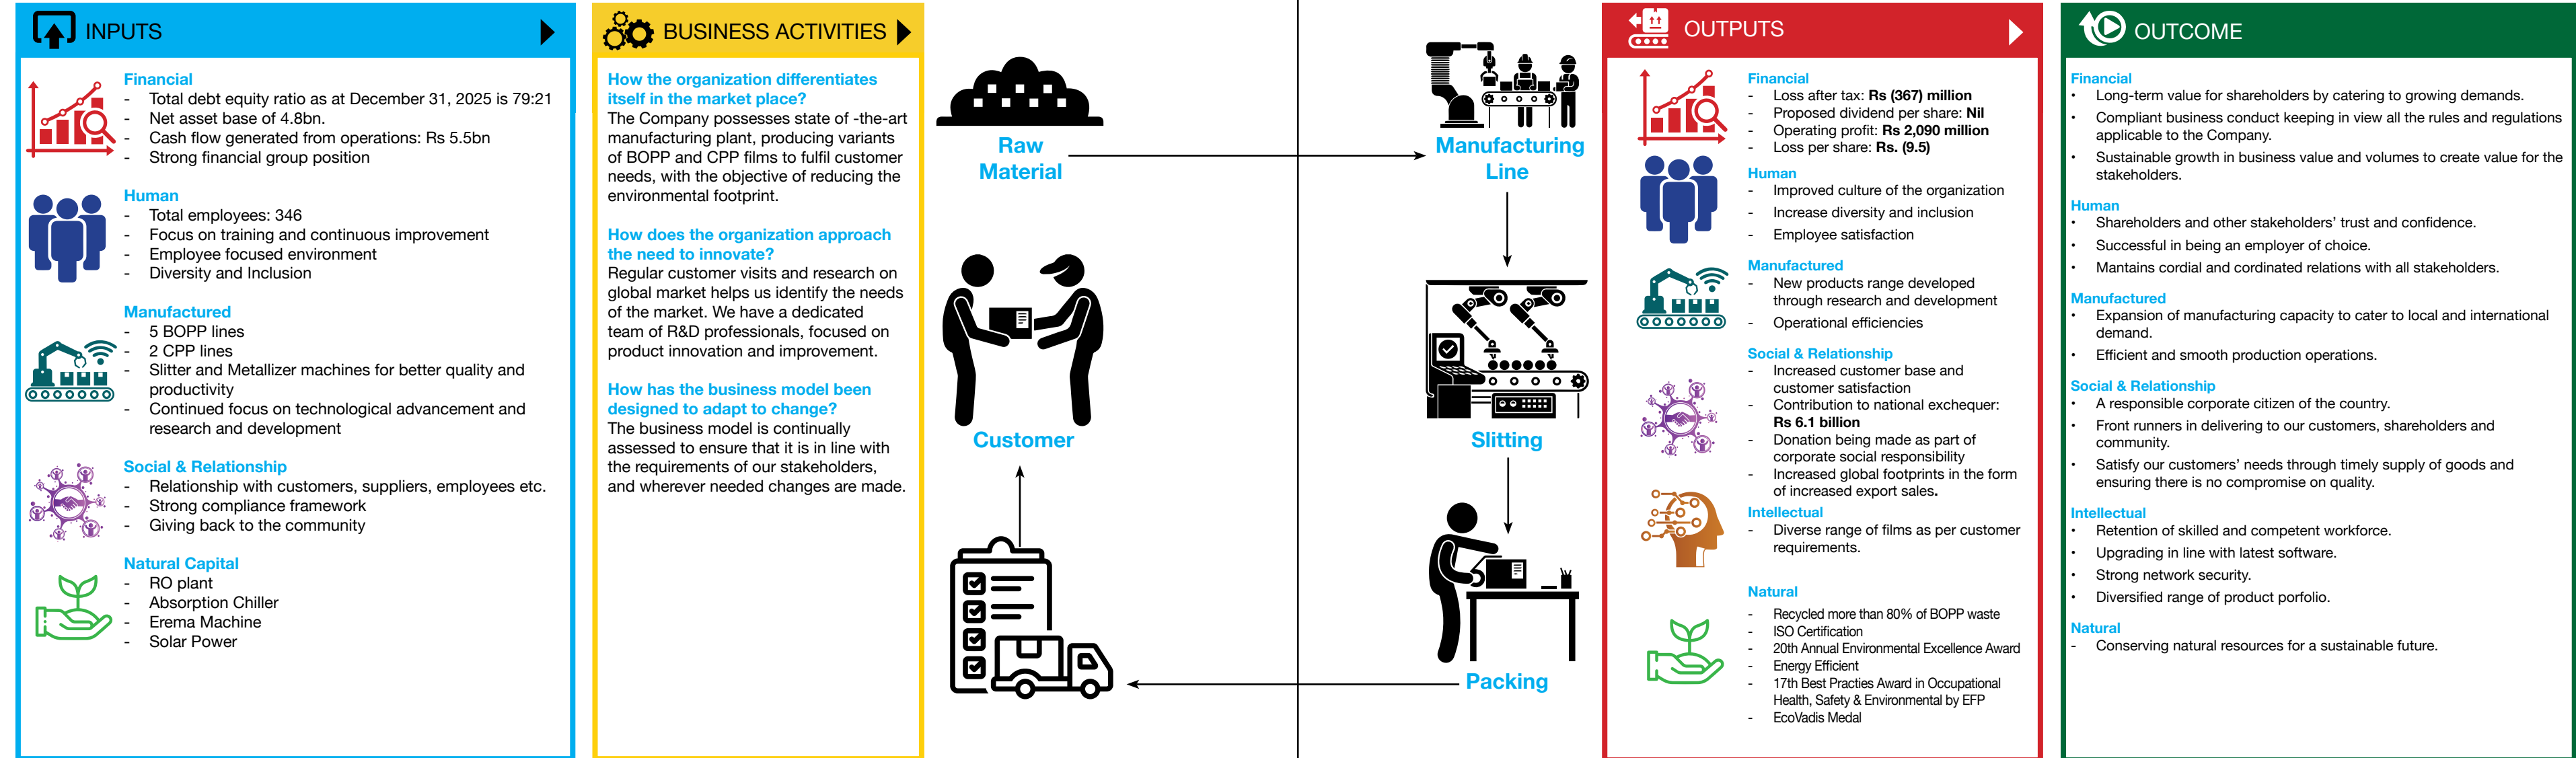 INPUTS
Financial
- Total debt equity ratio as at December 31, 2025 is 79:21
- Net asset base of 4.8bn.
- Cash flow generated from operations: Rs 5.5bn
- Strong financial group position
Human
- Total employees: 346
- Focus on training and continuous improvement
- Employee focused environment
- Diversity and Inclusion
Manufactured
- 5 BOPP lines
- 2 CPP lines
- Slitter and Metallizer machines for better quality and
productivity
- Continued focus on technological advancement and
research and development
Social & Relationship
- Relationship with customers, suppliers, employees etc.
- Strong compliance framework
- Giving back to the community
Natural Capital
- RO plant
- Absorption Chiller
- Erema Machine
- Solar Power
BUSINESS ACTIVITIES
How the organization differentiates
itself in the market place?
The Company possesses state of -the-art
manufacturing plant, producing variants
of BOPP and CPP films to fulfil customer
needs, with the objective of reducing the
environmental footprint.
How does the organization approach
the need to innovate?
Regular customer visits and research on
global market helps us identify the needs
of the market. We have a dedicated
team of R&D professionals, focused on
product innovation and improvement.
How has the business model been
designed to adapt to change?
The business model is continually
assessed to ensure that it is in line with
the requirements of our stakeholders,
and wherever needed changes are made.
Raw
Material
Manufacturing
Line
Customer
Slitting
Packing
OUTPUTS
Financial
- Loss after tax: Rs (367) million
- Proposed dividend per share: Nil
- Operating profit: Rs 2,090 million
- Loss per share: Rs. (9.5)
Human
- Improved culture of the organization
- Increase diversity and inclusion
- Employee satisfaction
Manufactured
- New products range developed
through research and development
- Operational efficiencies
Social & Relationship
- Increased customer base and
customer satisfaction
- Contribution to national exchequer:
Rs 6.1 billion
- Donation being made as part of
corporate social responsibility
- Increased global footprints in the form
of increased export sales.
Intellectual
- Diverse range of films as per customer
requirements.
Natural
- Recycled more than 80% of BOPP waste
- ISO Certification
- 20th Annual Environmental Excellence Award
- Energy Efficient
- 17th Best Practies Award in Occupational
Health, Safety & Environmental by EFP
- EcoVadis Medal
OUTCOME
Financial
• Long-term value for shareholders by catering to growing demands.
• Compliant business conduct keeping in view all the rules and regulations
applicable to the Company.
• Sustainable growth in business value and volumes to create value for the
stakeholders.
Human
• Shareholders and other stakeholders' trust and confidence.
• Successful in being an employer of choice.
• Mantains cordial and cordinated relations with all stakeholders.
Manufactured
• Expansion of manufacturing capacity to cater to local and international
demand.
• Efficient and smooth production operations.
Social & Relationship
• A responsible corporate citizen of the country.
• Front runners in delivering to our customers, shareholders and
community.
• Satisfy our customers' needs through timely supply of goods and
ensuring there is no compromise on quality.
Intellectual
• Retention of skilled and competent workforce.
• Upgrading in line with latest software.
• Strong network security.
• Diversified range of product porfolio.
Natural
- Conserving natural resources for a sustainable future.